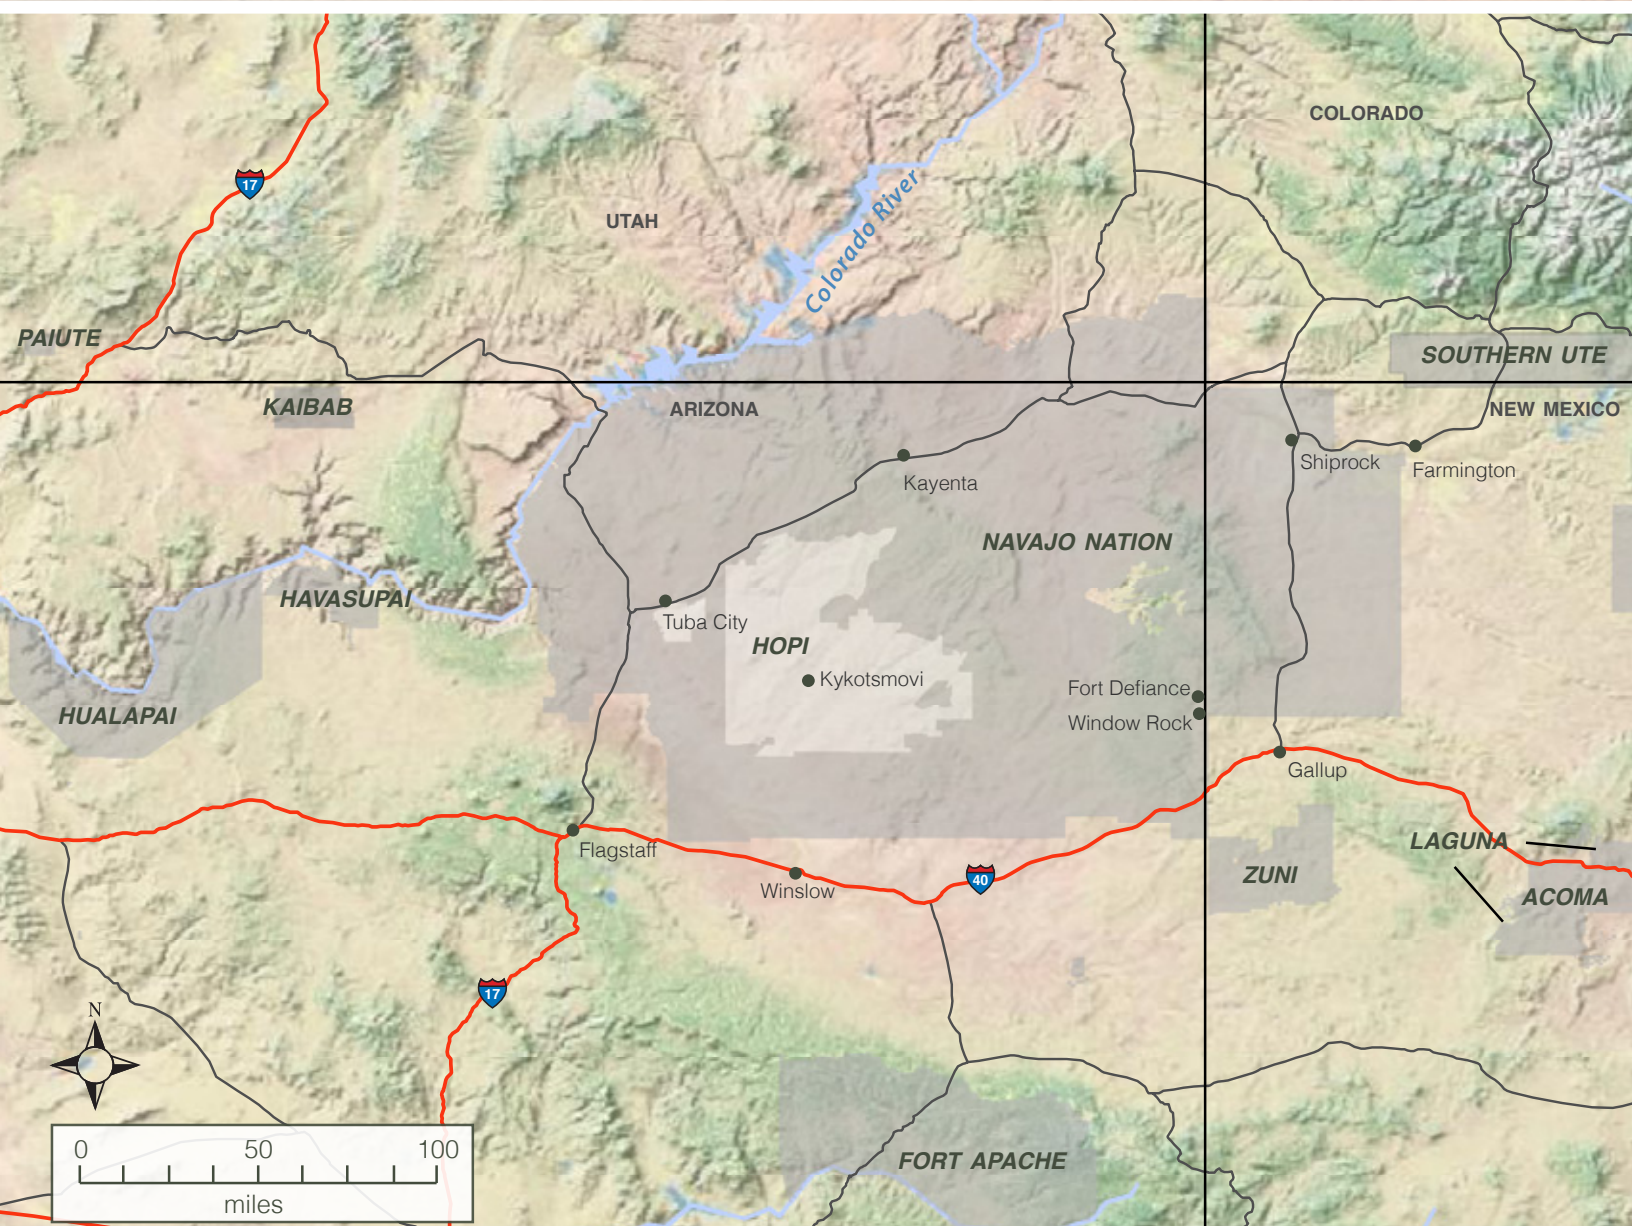 COLORADO
17
UTAH
Colorado River
PAIUTE
SOUTHERN UTE
KAIBAB
ARIZONA
NEW MEXICO
Shiprock
Farmington
Kayenta
NAVAJO NATION
HAVASUPAI
Tuba City
HOPI
Kykotsmovi
Fort Defiance
HUALAPAI
Window Rock
Gallup
Flagstaff
LAGUNA
Winslow
40
ZUNI
ACOMA
17
N
0 50 100
miles
FORT APACHE